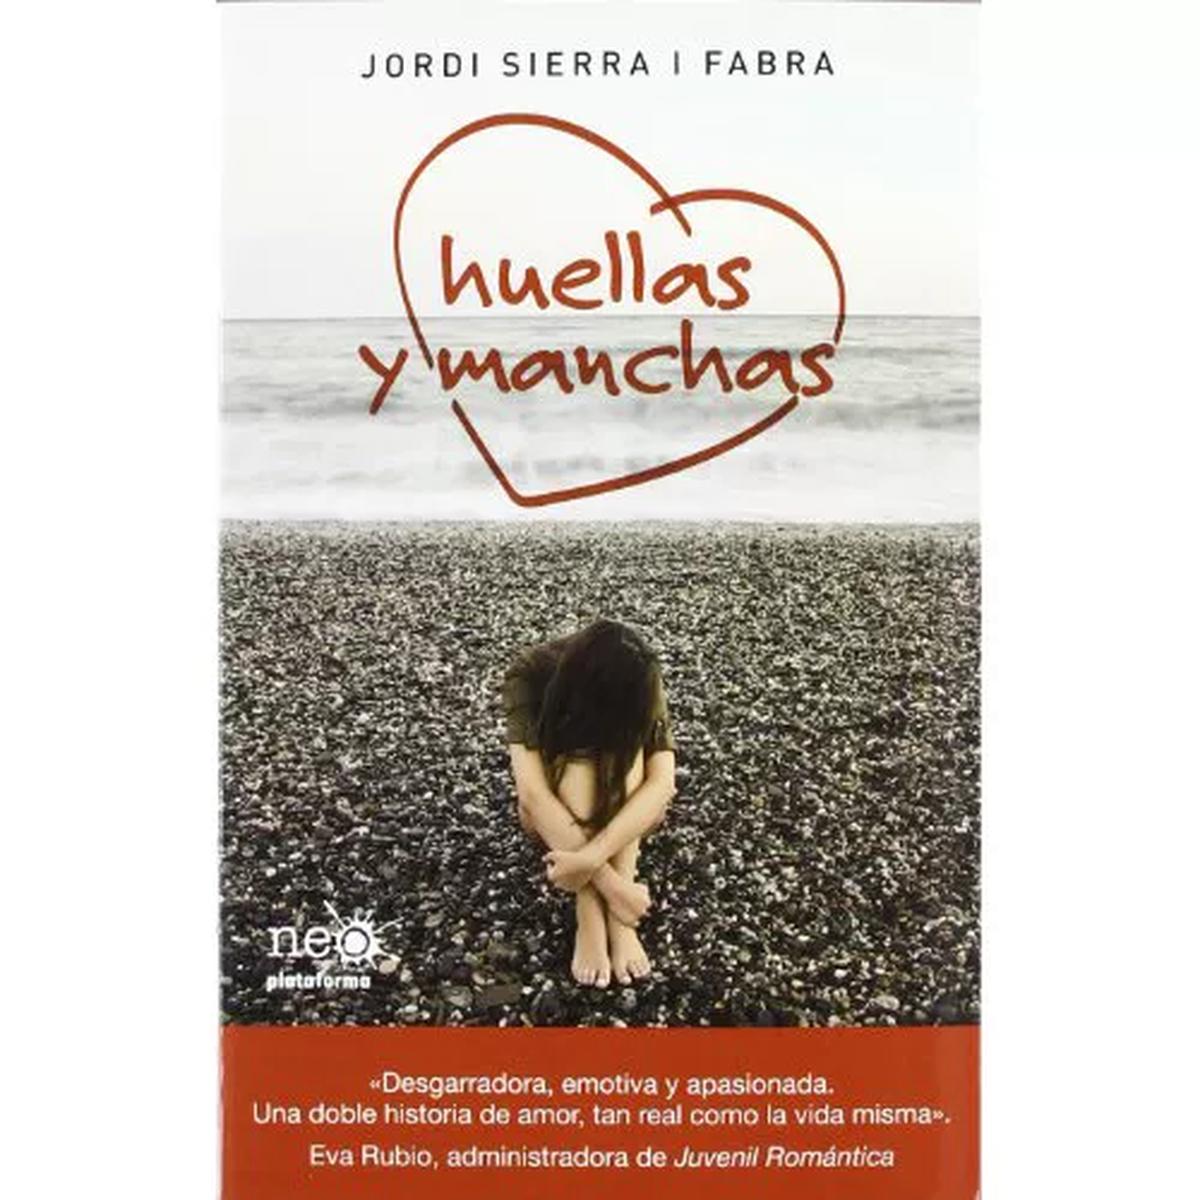 JORDI SIERRA I FABRA
huellas
y manchas
neo
plataforma
«Desgarradora, emotiva y apasionada.
Una doble historia de amor, tan real como la vida misma».
Eva Rubio, administradora de Juvenil Romántica